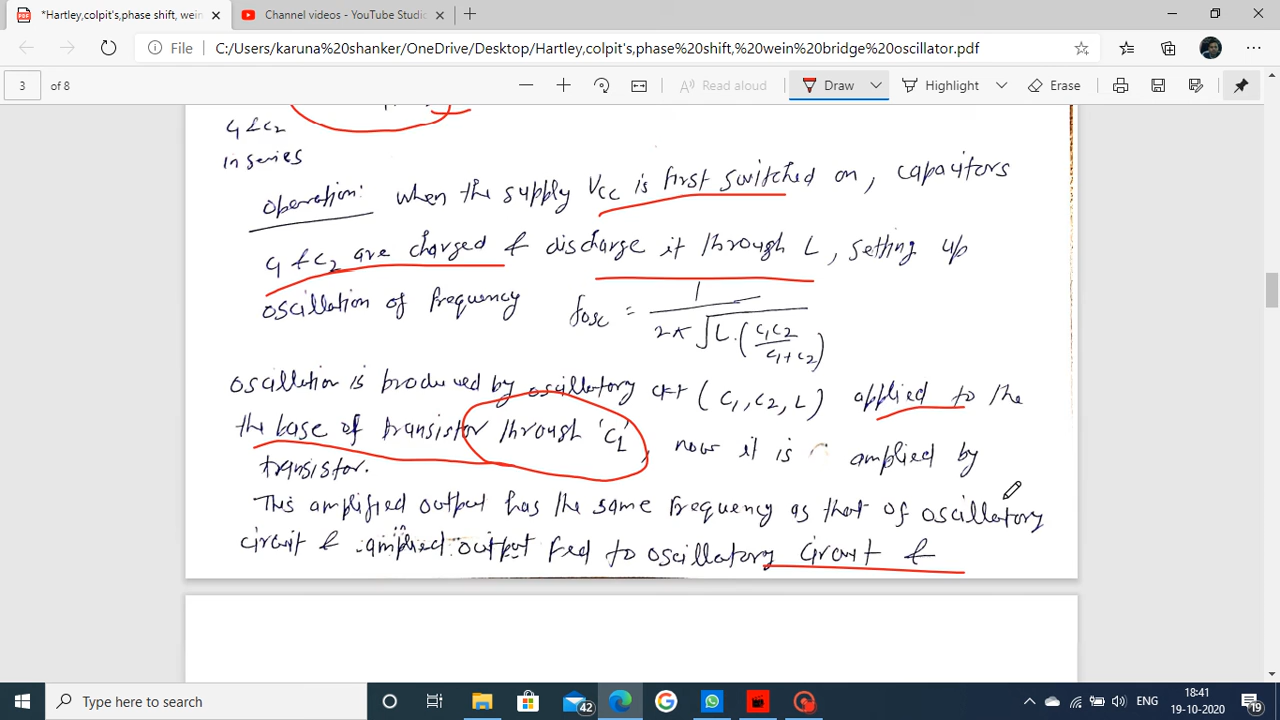 *Hartley,colpit's,phase shift, wein
Channel videos - YouTube Studio
File C:/Users/karuna%20shanker/OneDrive/Desktop/Hartley,colpit's,phase%20shift,%20wein%20bridge%20oscillator.pdf
3 of 8 Read aloud Draw Highlight Erase
C1 & C2
in series
operation: when the supply Vcc is first switched on, capacitors
C1 & C2 are charged & discharge it through L, setting up
oscillation of frequency fosc = 1 / 2π √L.(C1C2 / C1+C2)
oscillation is produced by oscillatory ckt (C1, C2, L) applied to the
the base of transistor through 'C1', now it is amplied by
transistor.
This amplified output has the same frequency as that of oscillatory
circuit & amplied output fed to oscillatory circuit &
Type here to search
42
ENG
18:41
19-10-2020
19